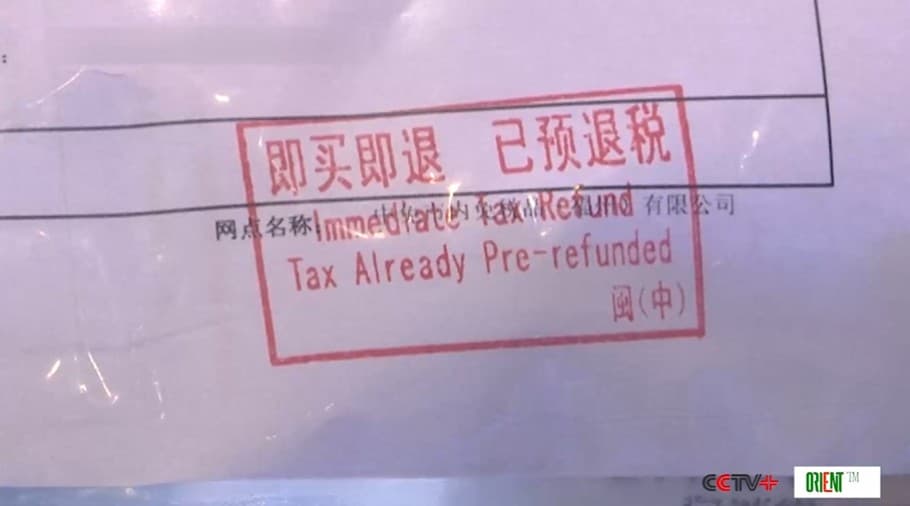 即买即退 已预退税
网点名称: 有限公司
Immediate Tax Refund
Tax Already Pre-refunded
闽(中)
CCTV+ ORIENT™